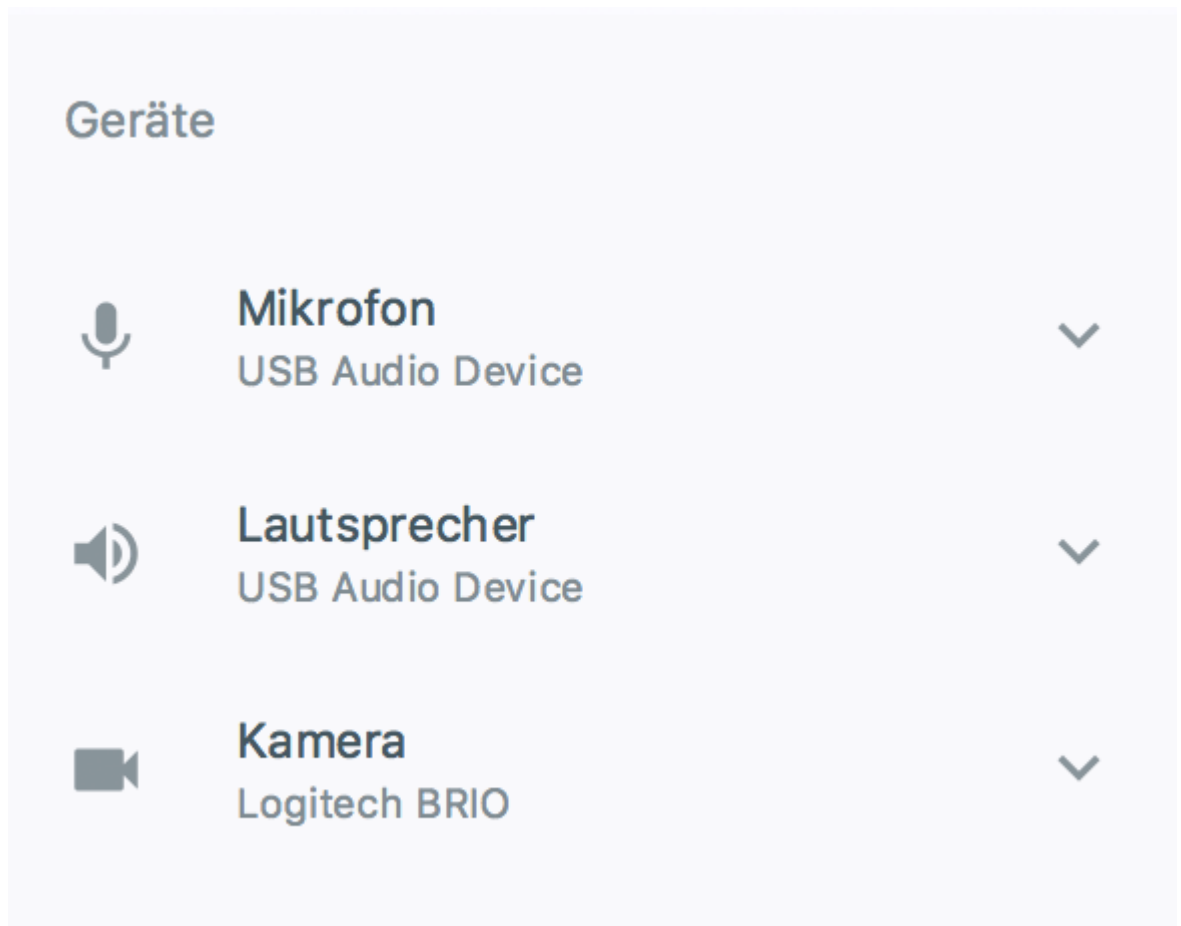 Geräte
Mikrofon
USB Audio Device
Lautsprecher
USB Audio Device
Kamera
Logitech BRIO